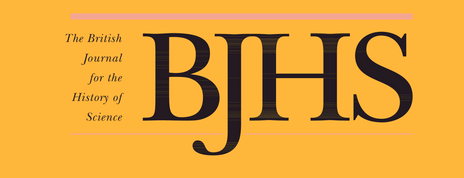 The British
Journal
for the
History of
Science
BJHS